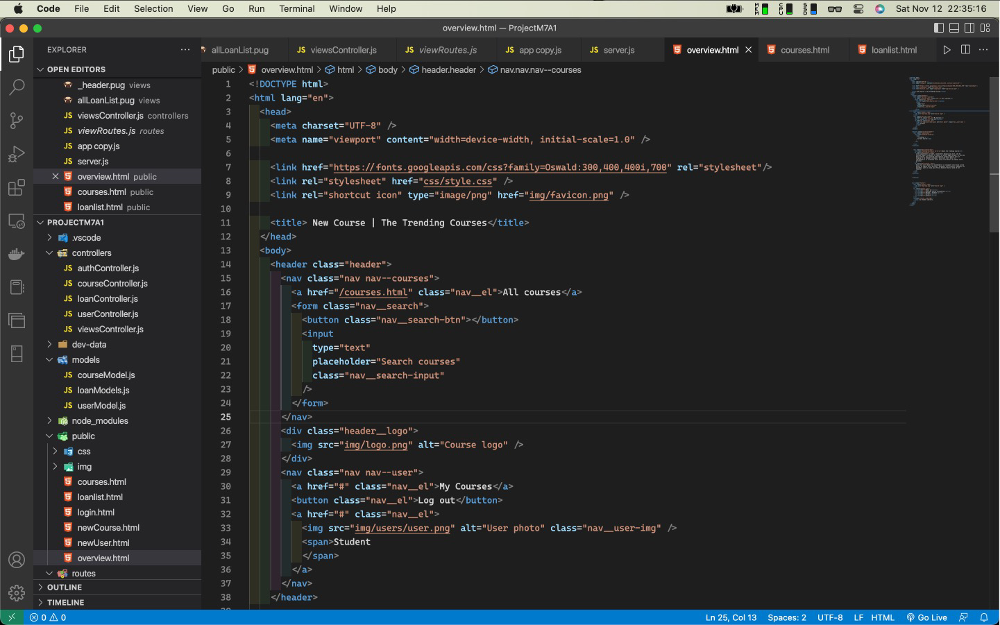 Code File Edit Selection View Go Run Terminal Window Help MEM CPU SSD Sat Nov 12 22:35:16
overview.html — ProjectM7A1
EXPLORER ··· allLoanList.pug JS viewsController.js JS viewRoutes.js JS app copy.js JS server.js overview.html courses.html loanlist.html ···
public > overview.html > html > body > header.header > nav.nav.nav--courses
OPEN EDITORS
_header.pug views
allLoanList.pug views
JS viewsController.js controllers
JS viewRoutes.js routes
JS app copy.js
JS server.js
overview.html public
courses.html public
loanlist.html public
PROJECTM7A1
.vscode
controllers
JS authController.js
JS courseController.js
JS loanController.js
JS userController.js
JS viewsController.js
dev-data
models
JS courseModel.js
JS loanModels.js
JS userModel.js
node_modules
public
css
img
courses.html
loanlist.html
login.html
newCourse.html
newUser.html
overview.html
routes
OUTLINE
TIMELINE
1 <!DOCTYPE html>
2 <html lang="en">
3 <head>
4 <meta charset="UTF-8" />
5 <meta name="viewport" content="width=device-width, initial-scale=1.0" />
6
7 <link href="https://fonts.googleapis.com/css?family=Oswald:300,400,400i,700" rel="stylesheet"/>
8 <link rel="stylesheet" href="css/style.css" />
9 <link rel="shortcut icon" type="image/png" href="img/favicon.png" />
10
11 <title> New Course | The Trending Courses</title>
12 </head>
13 <body>
14 <header class="header">
15 <nav class="nav nav--courses">
16 <a href="/courses.html" class="nav__el">All courses</a>
17 <form class="nav__search">
18 <button class="nav__search-btn"></button>
19 <input
20 type="text"
21 placeholder="Search courses"
22 class="nav__search-input"
23 />
24 </form>
25 </nav>
26 <div class="header__logo">
27 <img src="img/logo.png" alt="Course logo" />
28 </div>
29 <nav class="nav nav--user">
30 <a href="#" class="nav__el">My Courses</a>
31 <button class="nav__el">Log out</button>
32 <a href="#" class="nav__el">
33 <img src="img/users/user.png" alt="User photo" class="nav__user-img" />
34 <span>Student
35 </span>
36 </a>
37 </nav>
38 </header>
0 0 Ln 25, Col 13 Spaces: 2 UTF-8 LF HTML Go Live